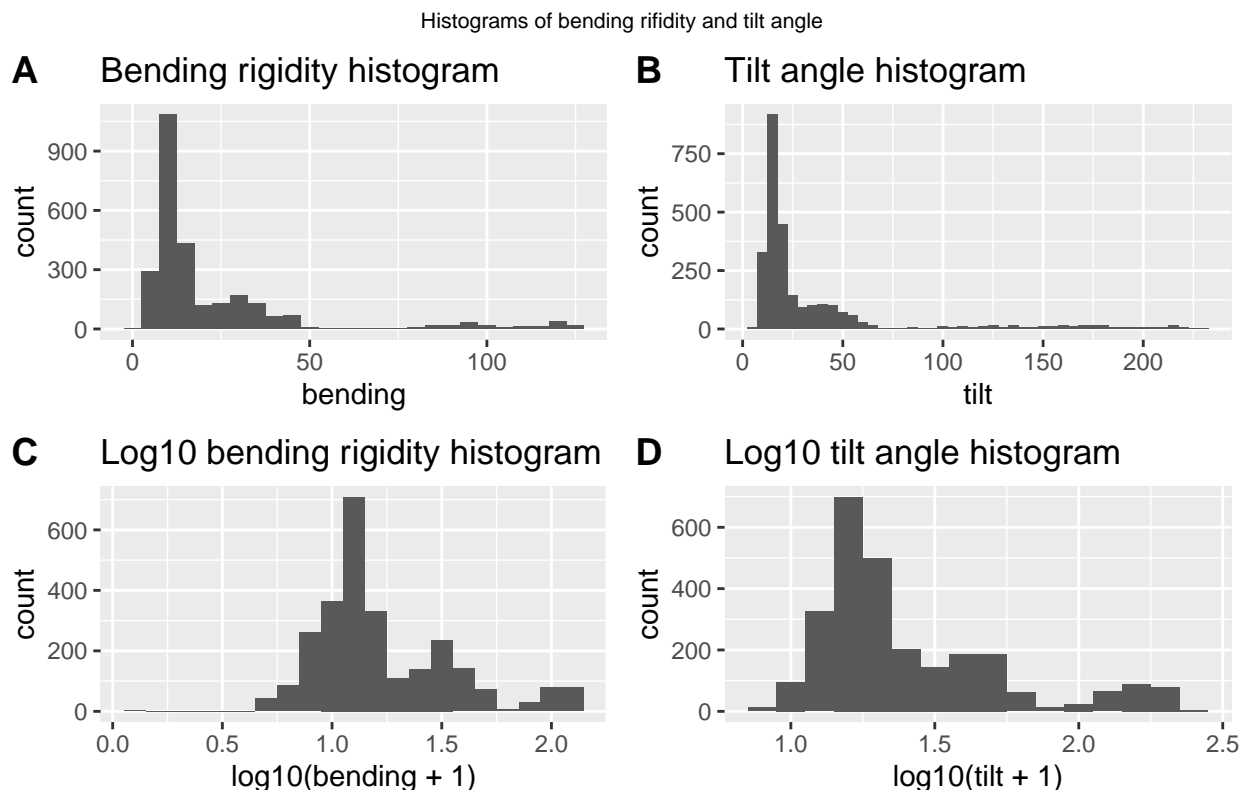 Histograms of bending rifidity and tilt angle
A Bending rigidity histogram
900
600
300
0
count
0 50 100
bending
B Tilt angle histogram
750
500
250
0
count
0 50 100 150 200
tilt
C Log10 bending rigidity histogram
600
400
200
0
count
0.0 0.5 1.0 1.5 2.0
log10(bending + 1)
D Log10 tilt angle histogram
600
400
200
0
count
1.0 1.5 2.0 2.5
log10(tilt + 1)